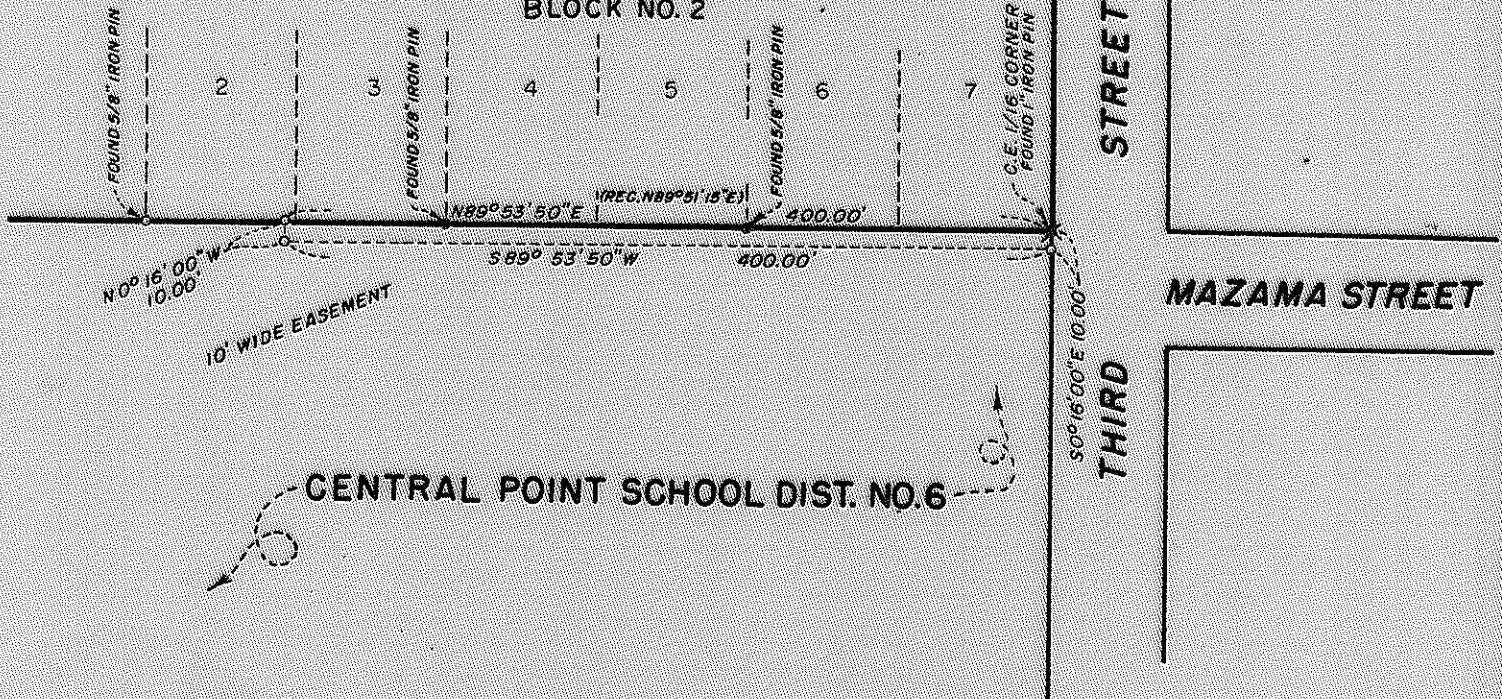 BLOCK NO. 2
FOUND 5/8" IRON PIN
2
3
FOUND 5/8" IRON PIN
4
5
FOUND 5/8" IRON PIN
6
7
C.E. 1/16 CORNER
FOUND 1" IRON PIN
THIRD STREET
N89°53'50"E
(REC. N89°51'15"E)
400.00'
S89° 53'50"W
400.00'
N0°16'00"W
10.00'
10' WIDE EASEMENT
S0°16'00"E 10.00'
MAZAMA STREET
CENTRAL POINT SCHOOL DIST. NO.6